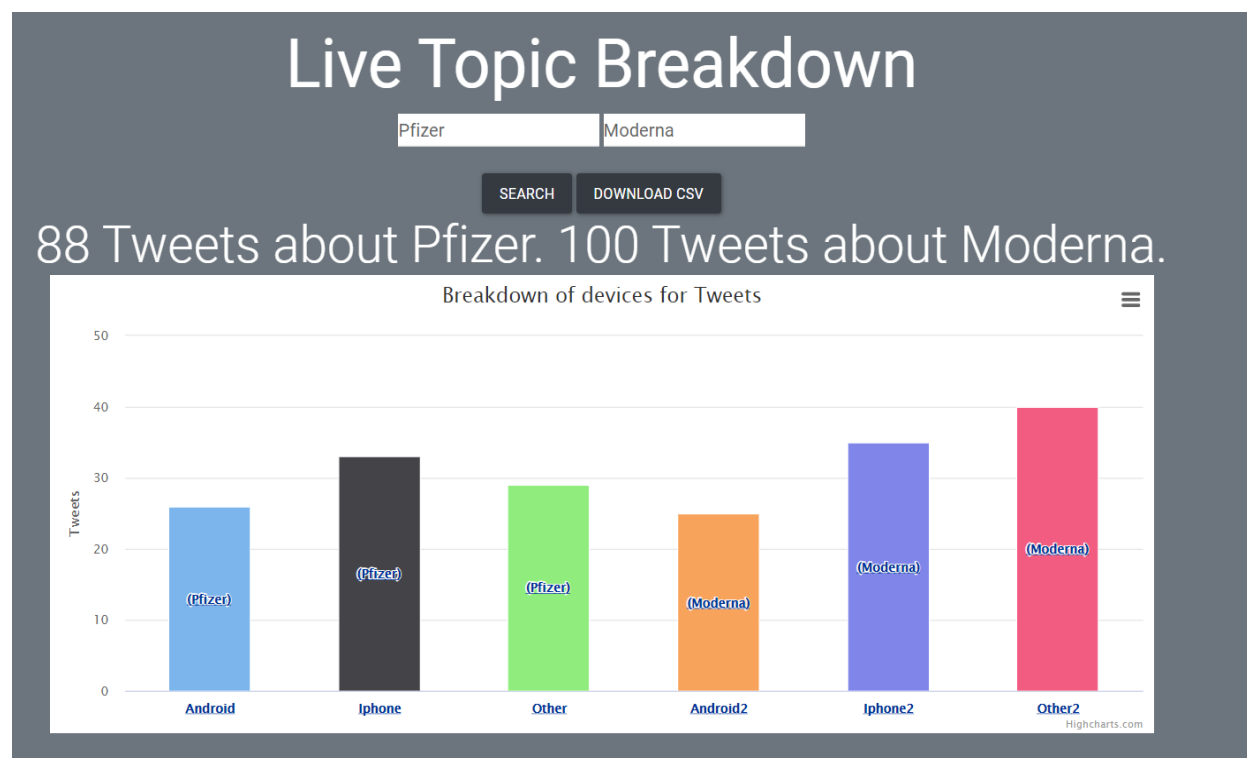 Live Topic Breakdown
Pfizer Moderna
SEARCH DOWNLOAD CSV
88 Tweets about Pfizer. 100 Tweets about Moderna.
Breakdown of devices for Tweets
50
40
30
20
10
0
Tweets
(Pfizer) (Pfizer) (Pfizer) (Moderna) (Moderna) (Moderna)
Android Iphone Other Android2 Iphone2 Other2
Highcharts.com